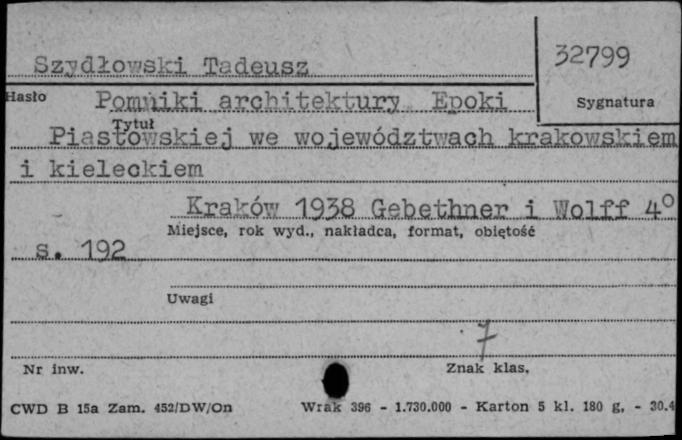 32799
Szydłowski Tadeusz
Hasło
Pomniki architektury Epoki
Sygnatura
Tytuł
Piastowskiej we województwach krakowskiem
i kieleckiem
Kraków 1938 Gebethner i Wolff 4°
Miejsce, rok wyd., nakładca, format, objętość
s. 192
Uwagi
7
Nr inw.
Znak klas.
CWD B 15a Zam. 452/DW/On
Wrak 396 - 1.730.000 - Karton 5 kl. 180 g, - 30.4